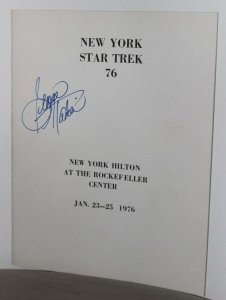 NEW YORK
STAR TREK
76
NEW YORK HILTON
AT THE ROCKEFELLER
CENTER
JAN. 23—25 1976